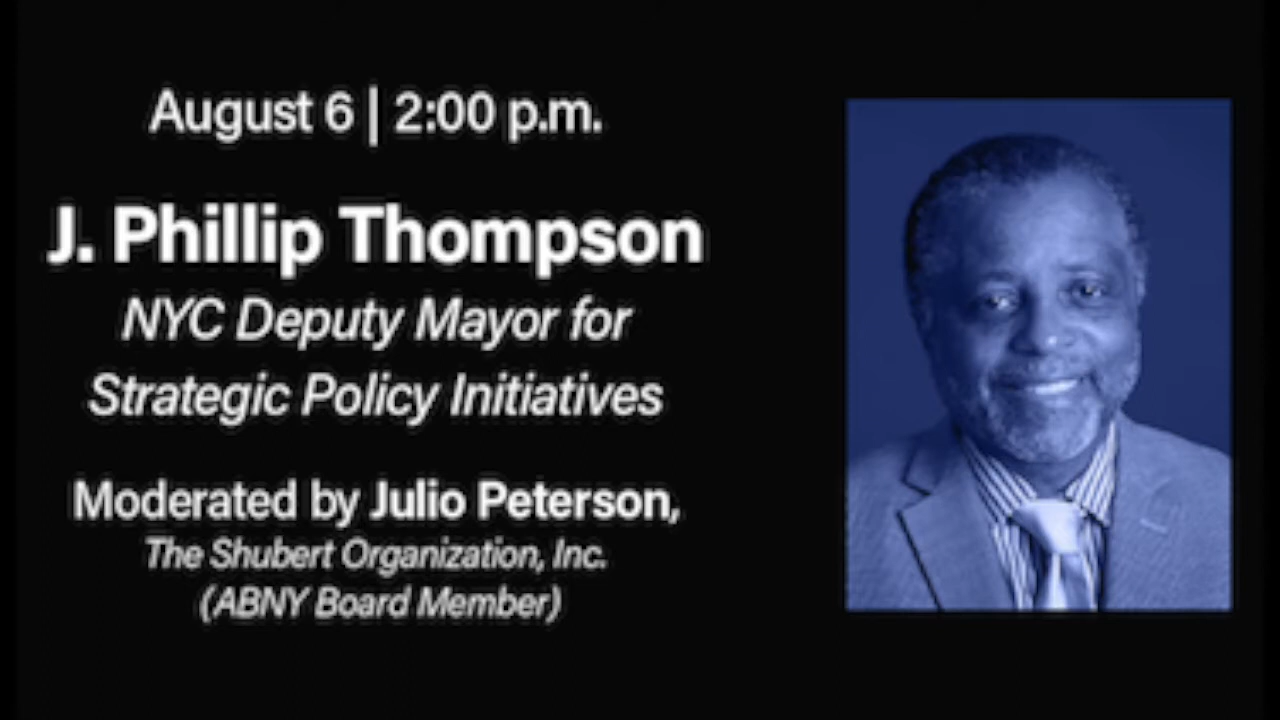 August 6 | 2:00 p.m.
J. Phillip Thompson
NYC Deputy Mayor for
Strategic Policy Initiatives
Moderated by Julio Peterson,
The Shubert Organization, Inc.
(ABNY Board Member)